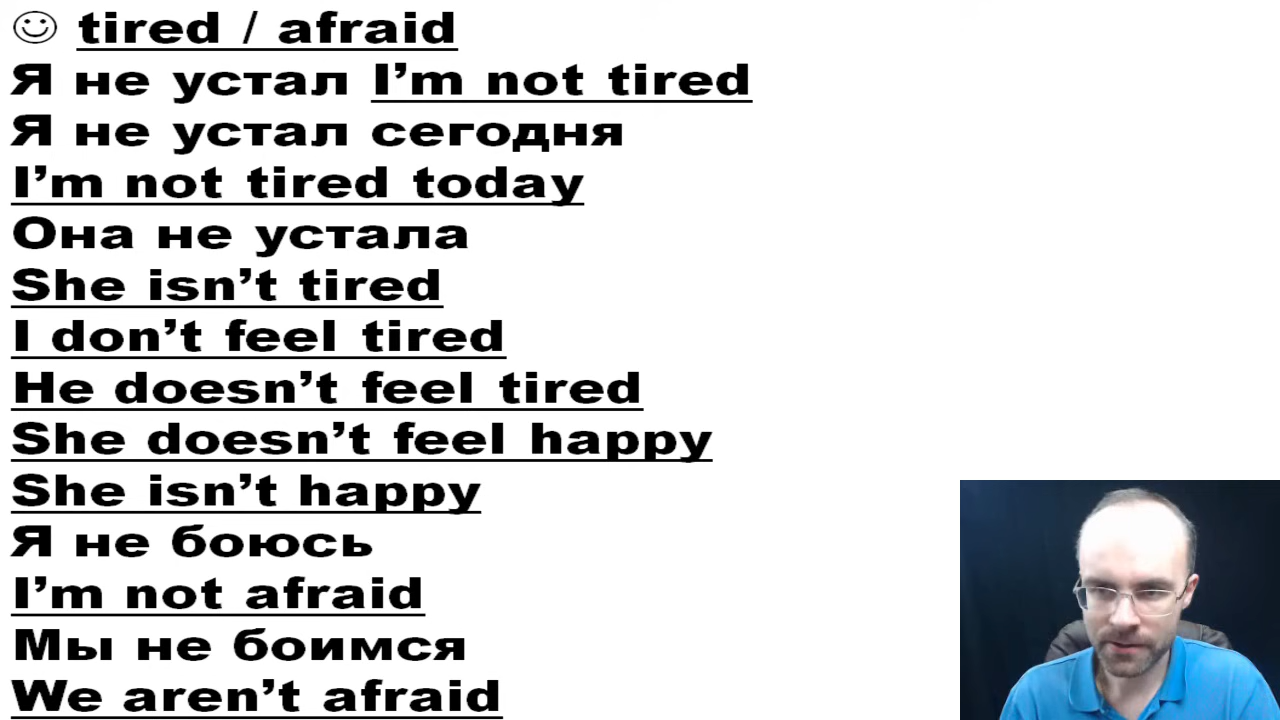 ☺ tired / afraid
Я не устал I’m not tired
Я не устал сегодня
I’m not tired today
Она не устала
She isn’t tired
I don’t feel tired
He doesn’t feel tired
She doesn’t feel happy
She isn’t happy
Я не боюсь
I’m not afraid
Мы не боимся
We aren’t afraid